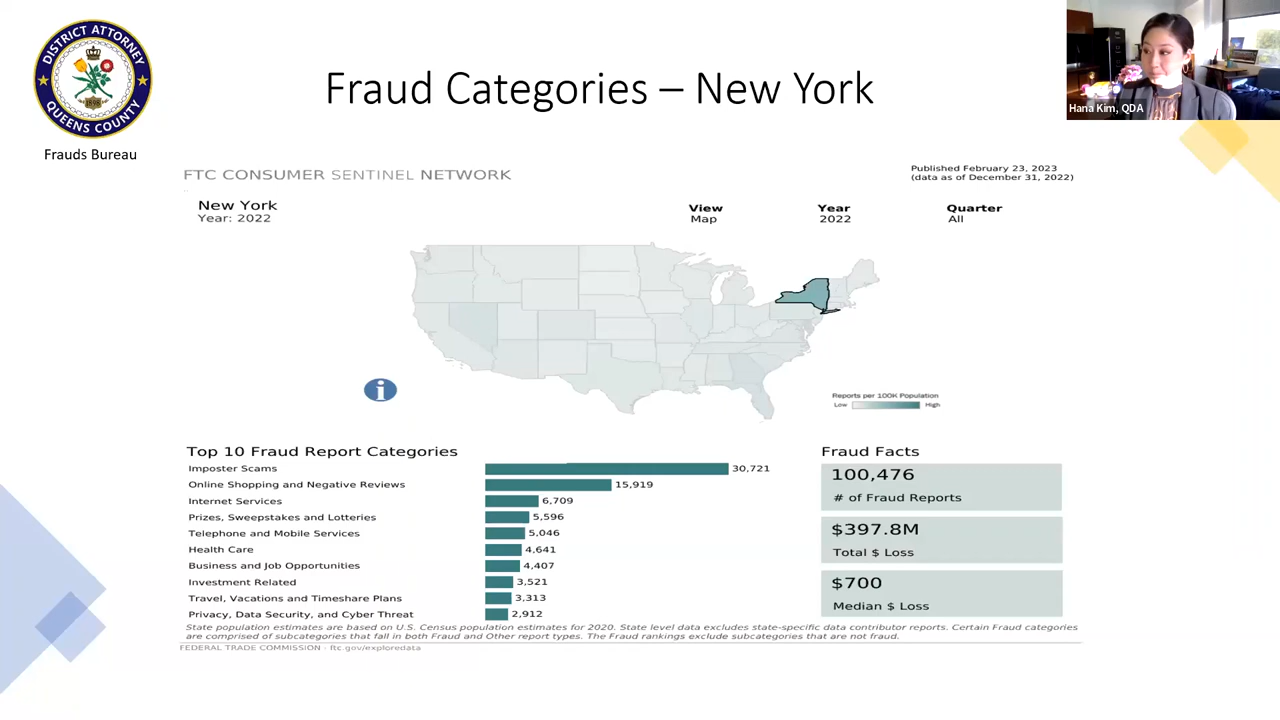 DISTRICT ATTORNEY
1898
QUEENS COUNTY
Frauds Bureau
Fraud Categories – New York
Hana Kim, QDA
FTC CONSUMER SENTINEL NETWORK
Published February 23, 2023
(data as of December 31, 2022)
New York
Year: 2022
View
Map
Year
2022
Quarter
All
i
Reports per 100K Population
Low High
Top 10 Fraud Report Categories
Imposter Scams 30,721
Online Shopping and Negative Reviews 15,919
Internet Services 6,709
Prizes, Sweepstakes and Lotteries 5,596
Telephone and Mobile Services 5,046
Health Care 4,641
Business and Job Opportunities 4,407
Investment Related 3,521
Travel, Vacations and Timeshare Plans 3,313
Privacy, Data Security, and Cyber Threat 2,912
Fraud Facts
100,476
# of Fraud Reports
$397.8M
Total $ Loss
$700
Median $ Loss
State population estimates are based on U.S. Census population estimates for 2020. State level data excludes state-specific data contributor reports. Certain Fraud categories
are comprised of subcategories that fall in both Fraud and Other report types. The Fraud rankings exclude subcategories that are not fraud.
FEDERAL TRADE COMMISSION · ftc.gov/exploredata